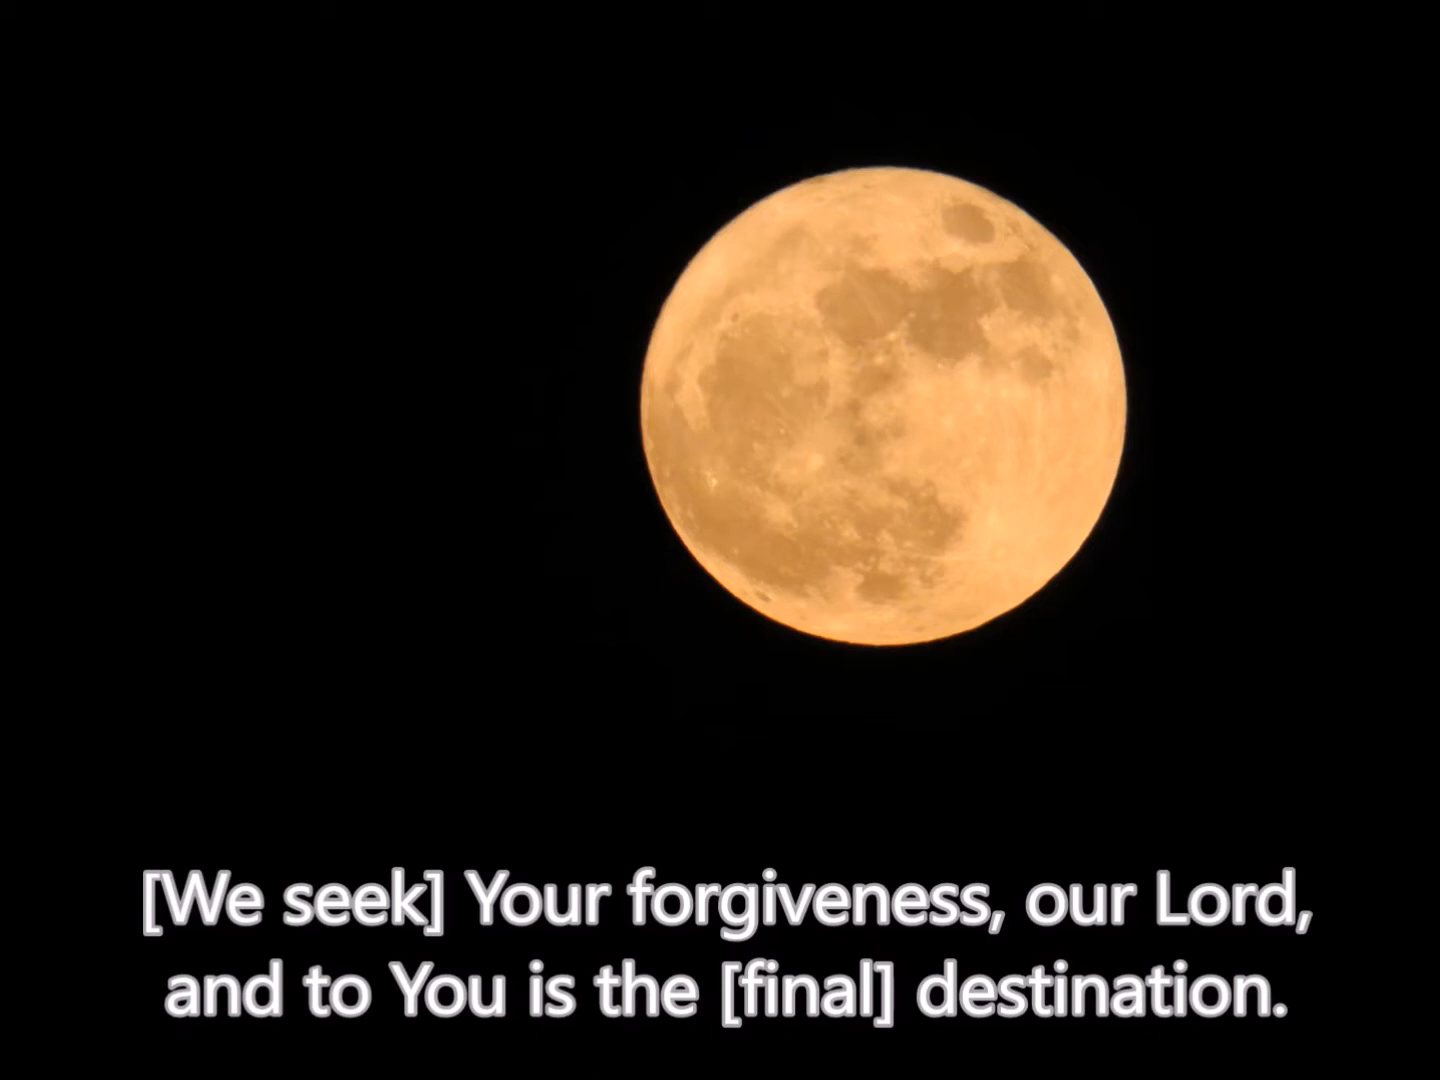 [We seek] Your forgiveness, our Lord,
and to You is the [final] destination.